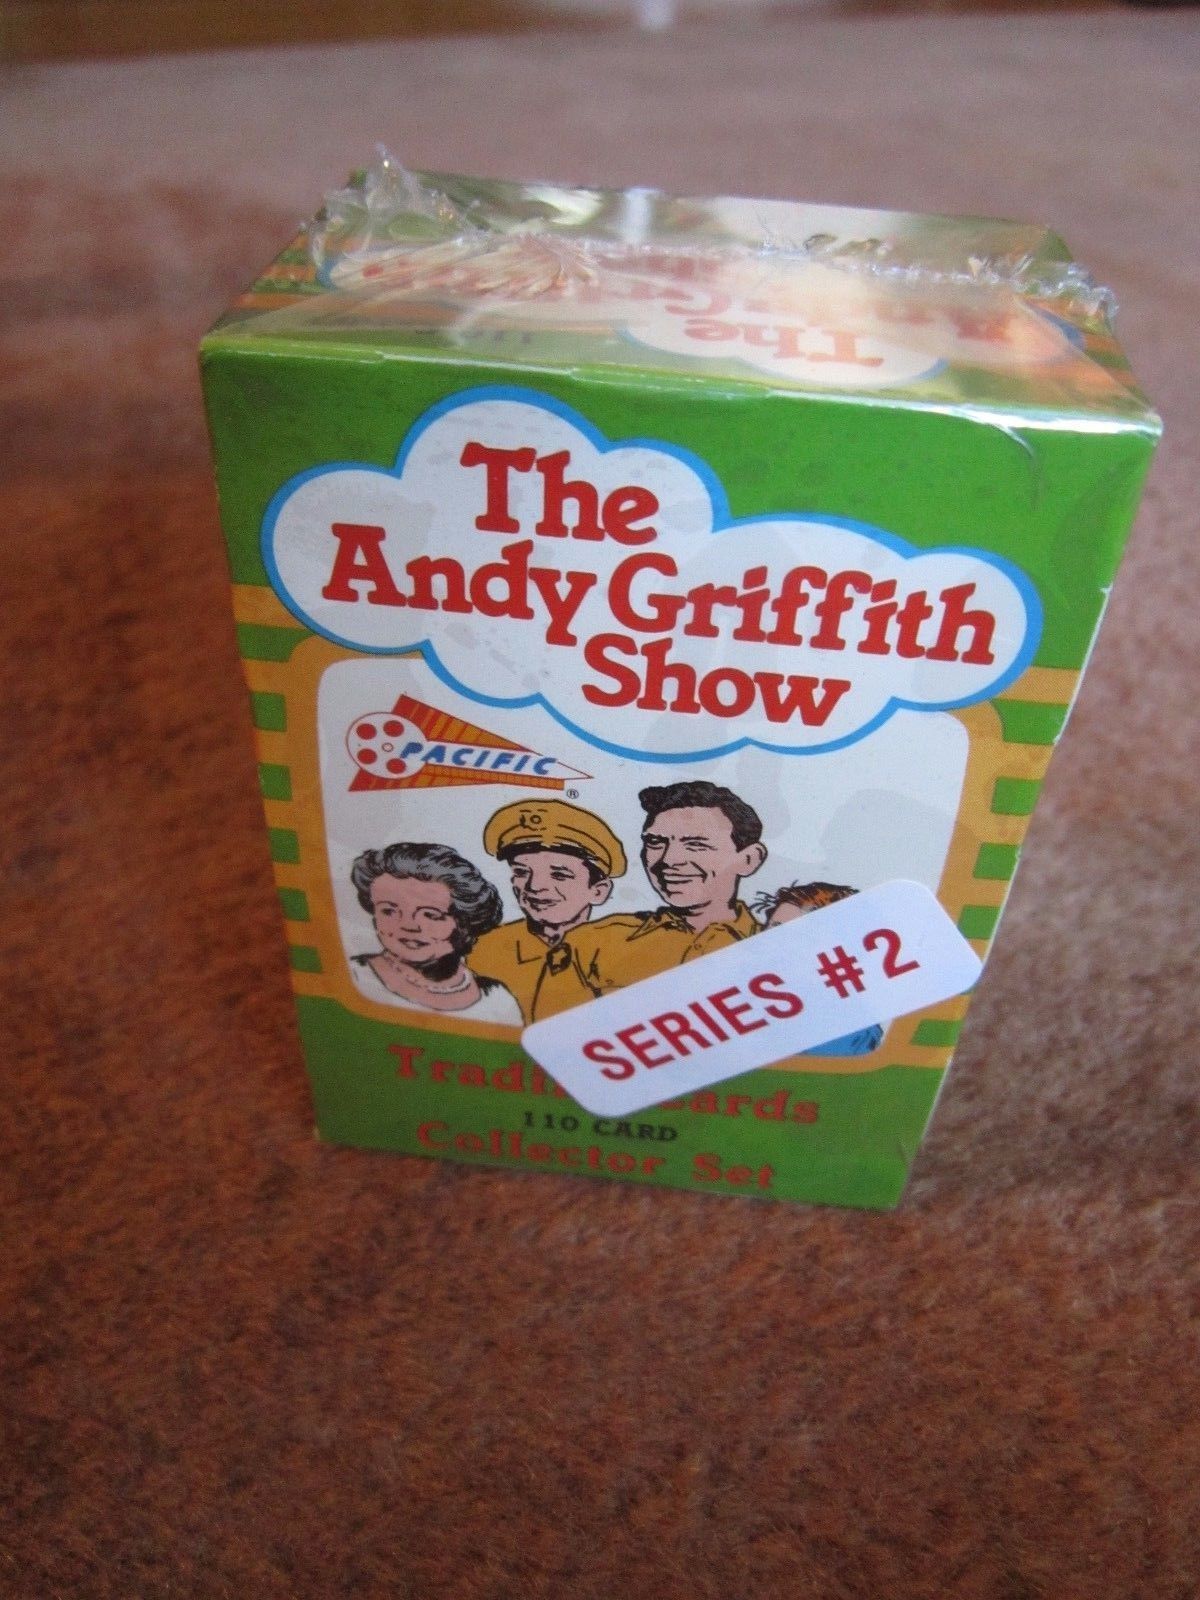 The
The
Andy Griffith
Show
PACIFIC
®
SERIES #2
110 CARD
Collector Set